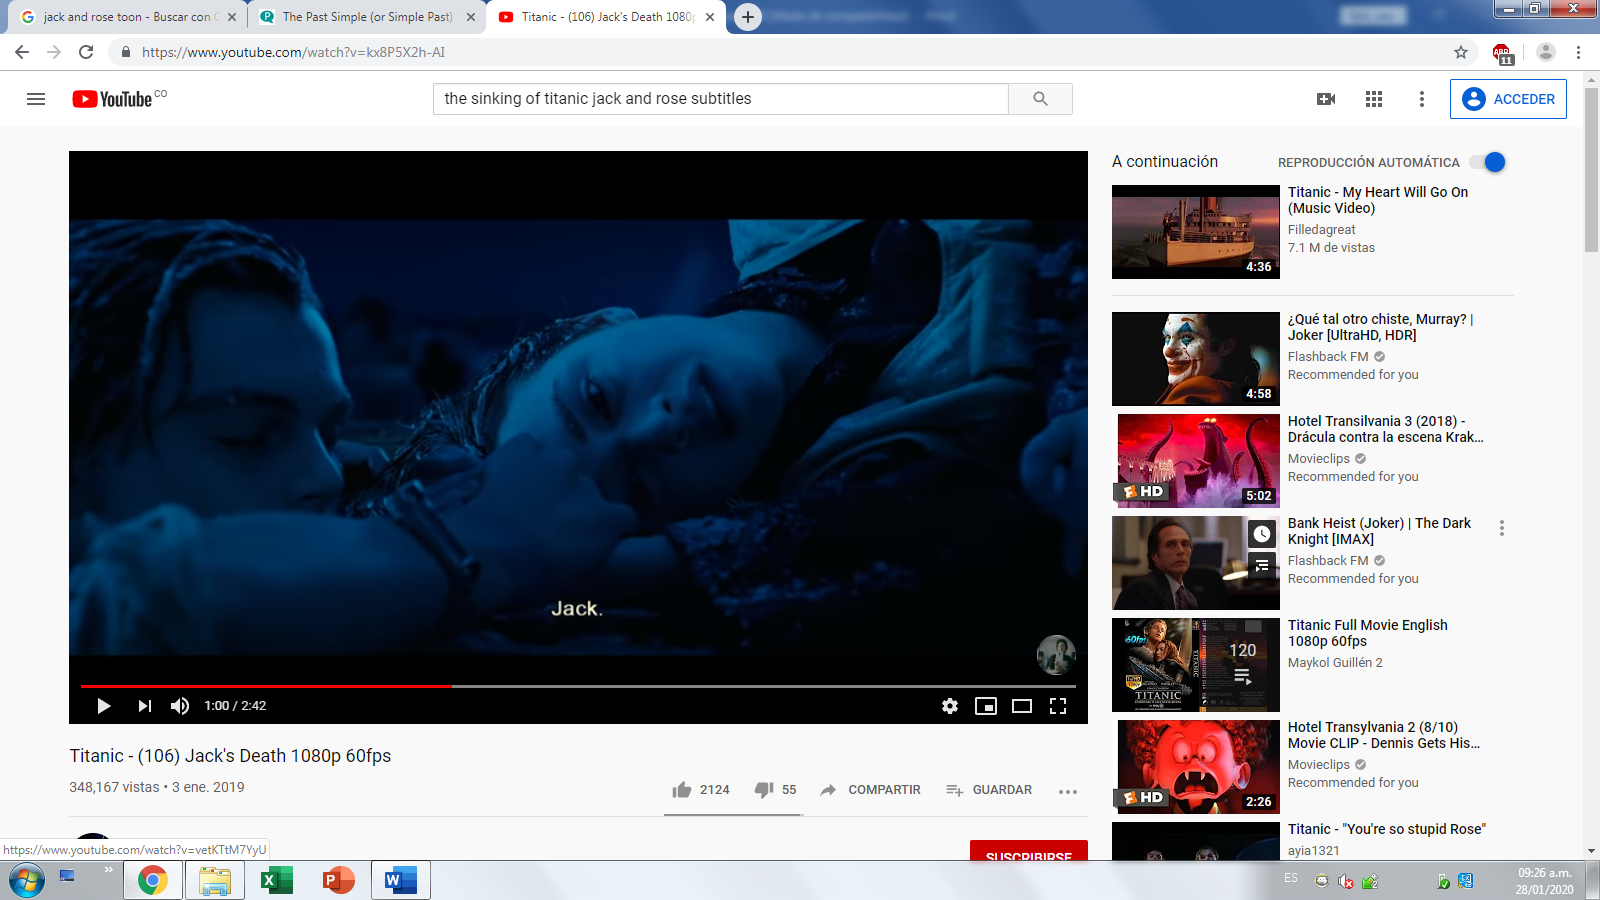 jack and rose toon - Buscar con G
The Past Simple (or Simple Past)
Titanic - (106) Jack's Death 1080p
https://www.youtube.com/watch?v=kx8P5X2h-AI
ABP
11
YouTube CO
the sinking of titanic jack and rose subtitles
ACCEDER
Jack.
1:00 / 2:42
Titanic - (106) Jack's Death 1080p 60fps
348,167 vistas • 3 ene. 2019
2124
55
COMPARTIR
GUARDAR
SUSCRIBIRSE
A continuación
REPRODUCCIÓN AUTOMÁTICA
Titanic - My Heart Will Go On
(Music Video)
Filledagreat
7.1 M de vistas
4:36
¿Qué tal otro chiste, Murray? |
Joker [UltraHD, HDR]
Flashback FM
Recommended for you
4:58
Hotel Transilvania 3 (2018) -
Drácula contra la escena Krak...
Movieclips
Recommended for you
HD
5:02
Bank Heist (Joker) | The Dark
Knight [IMAX]
Flashback FM
Recommended for you
Titanic Full Movie English
1080p 60fps
Maykol Guillén 2
60fps
TITANIC
120
Hotel Transylvania 2 (8/10)
Movie CLIP - Dennis Gets His...
Movieclips
Recommended for you
HD
2:26
Titanic - "You're so stupid Rose"
ayia1321
https://www.youtube.com/watch?v=vetKTtM7YyU
ES
09:26 a.m.
28/01/2020